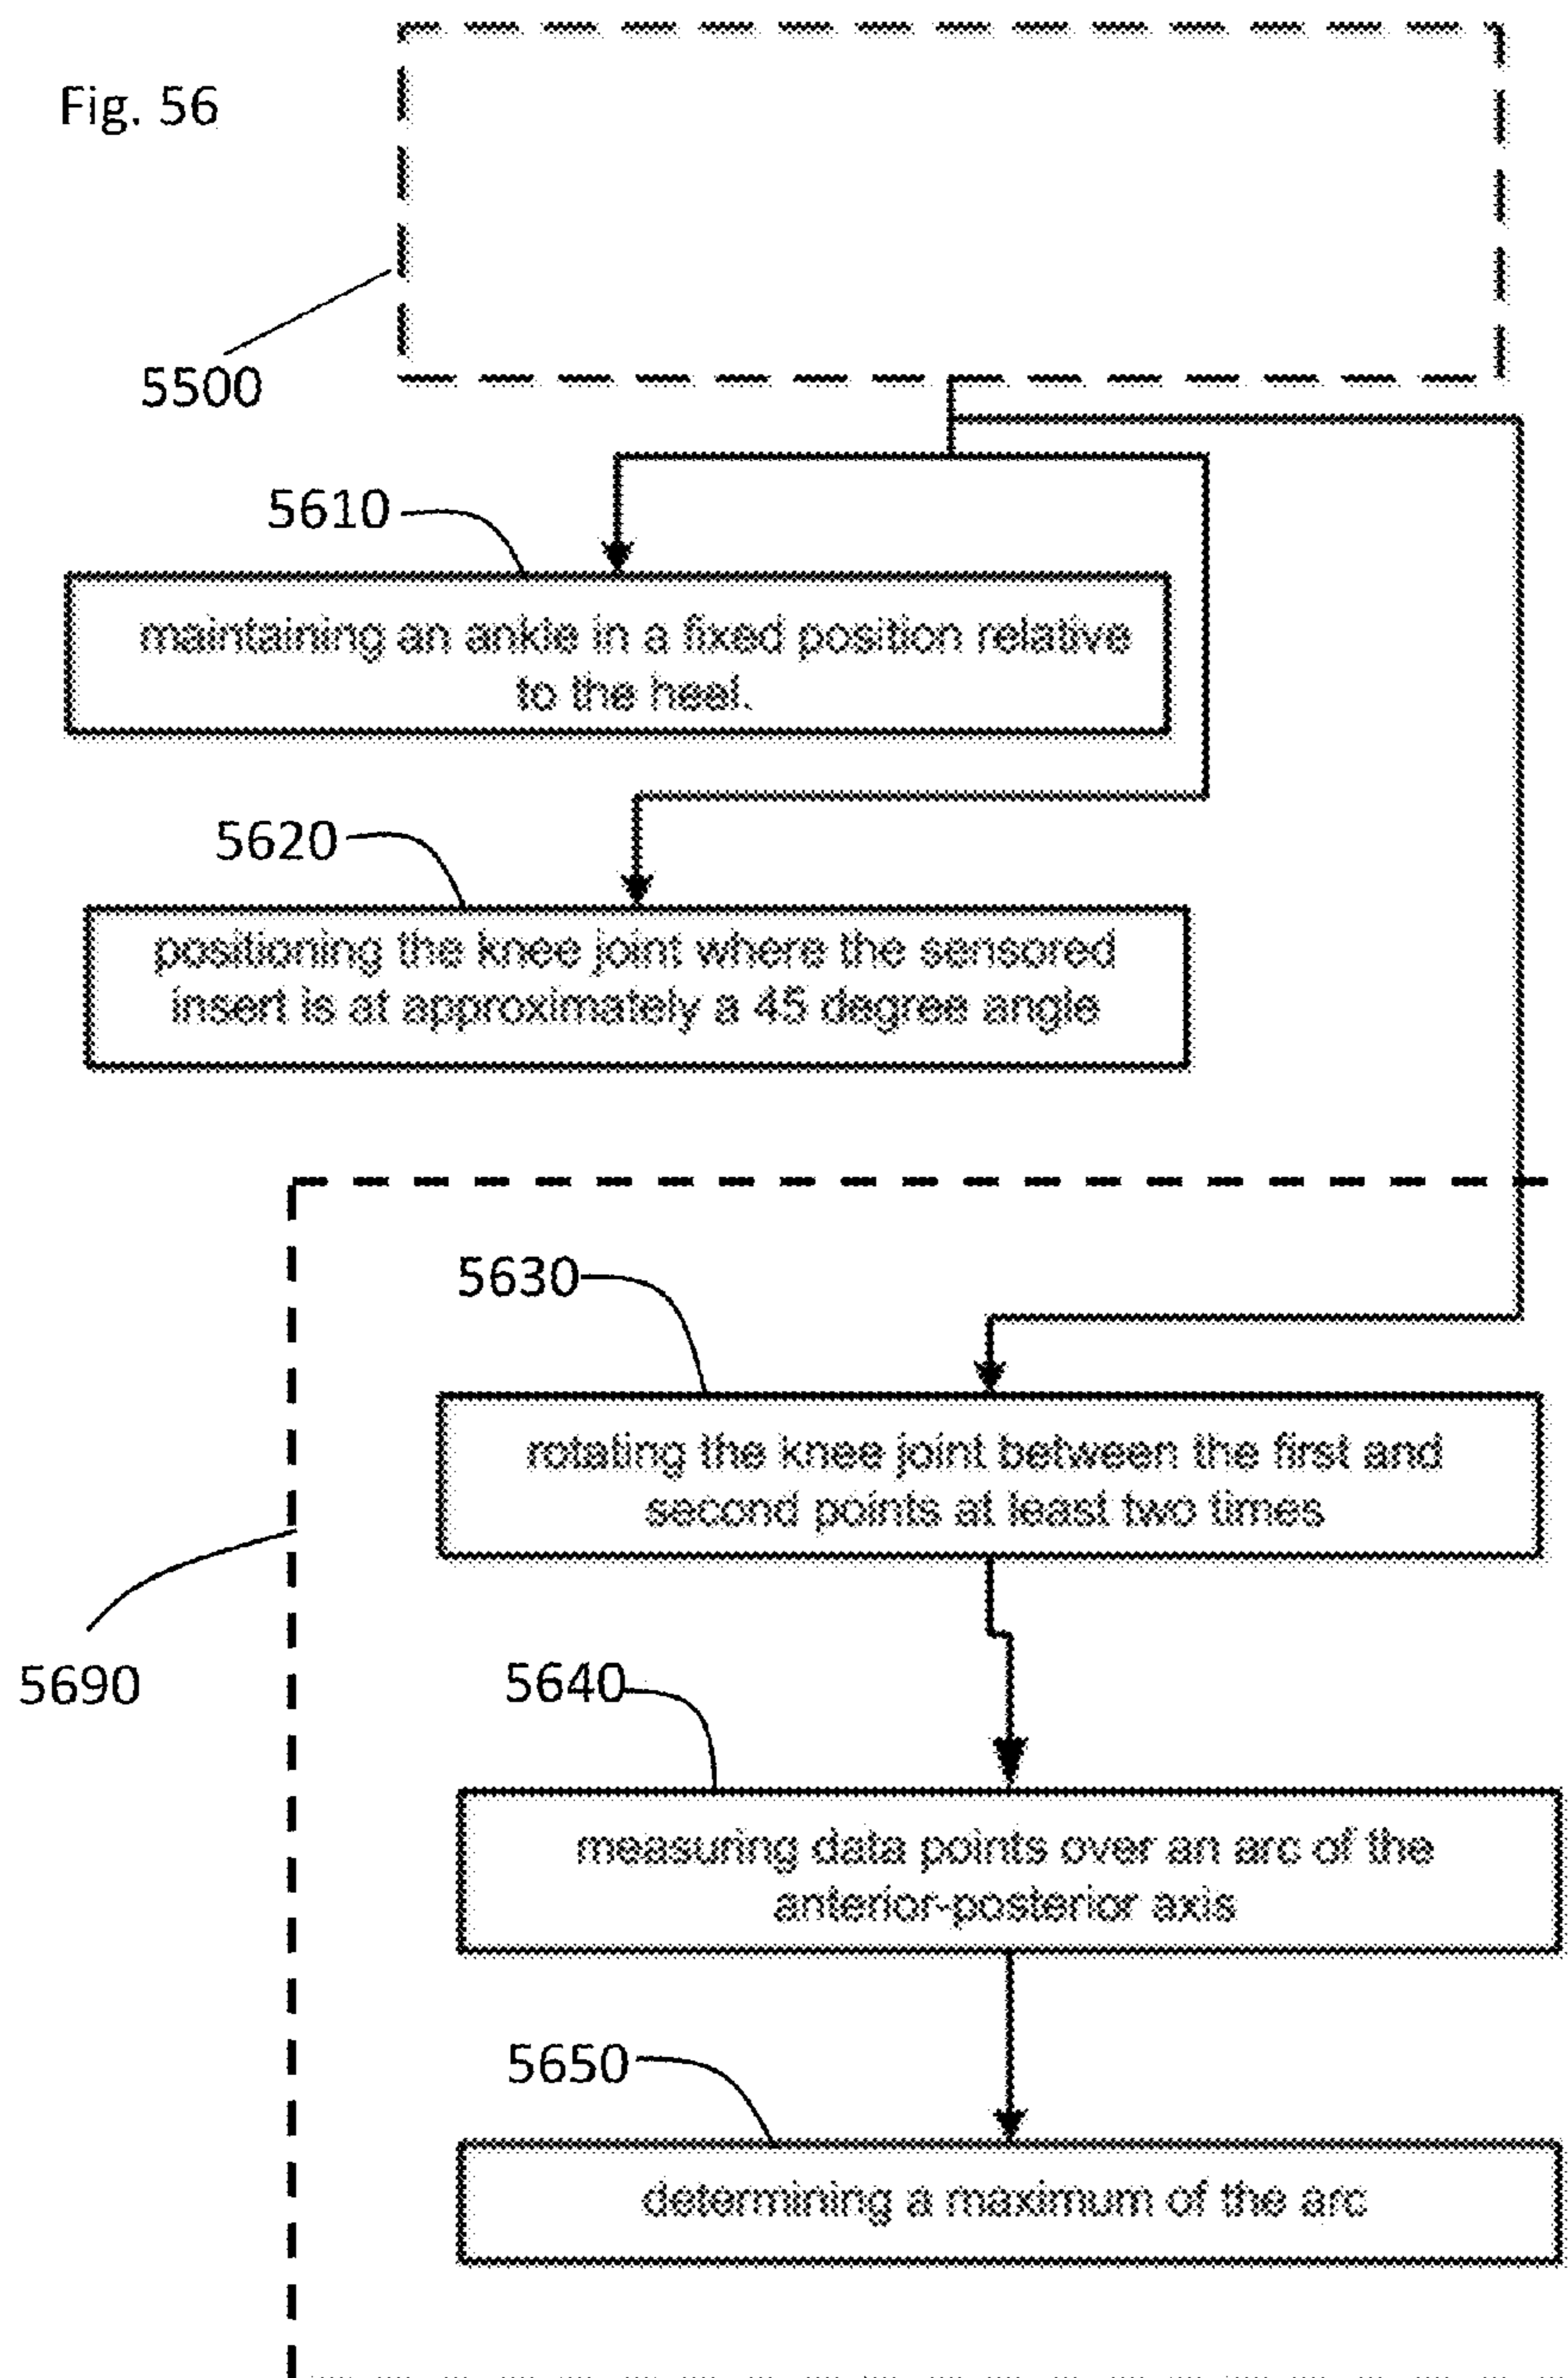 Fig. 56
5500
5610
maintaining an ankle in a fixed position relative
to the heel.
5620
positioning the knee joint where the sensored
insert is at approximately a 45 degree angle
5630
rotating the knee joint between the first and
second points at least two times
5690
5640
measuring data points over an arc of the
anterior-posterior axis
5650
determining a maximum of the arc